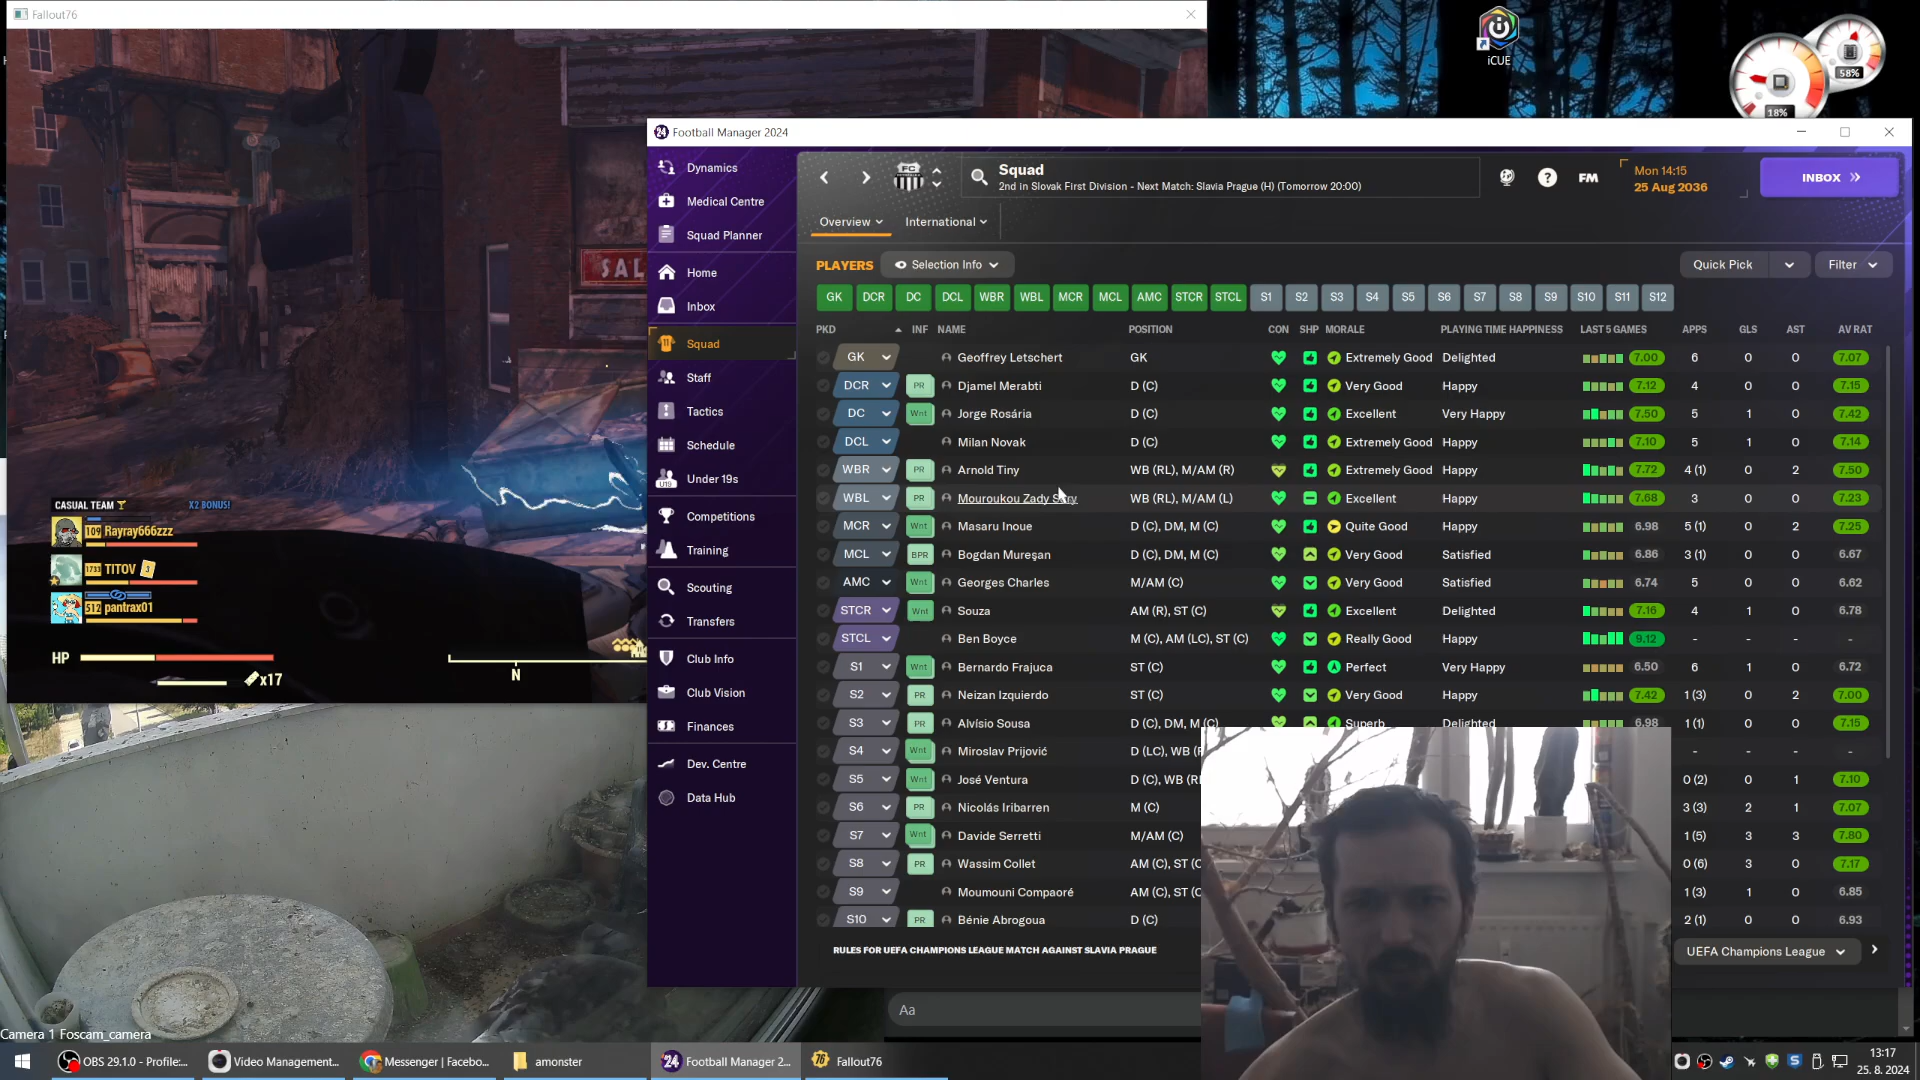 Fallout76
iCUE
58%
18%
SAL
CASUAL TEAM
X2 BONUS!
109 Rayray666zzz
1733 TITOV
3
512 pantrax01
HP
x17
N
Camera 1 Foscam_camera
Football Manager 2024
Dynamics
Medical Centre
Squad Planner
Home
Inbox
Squad
Staff
Tactics
Schedule
Under 19s
Competitions
Training
Scouting
Transfers
Club Info
Club Vision
Finances
Dev. Centre
Data Hub
Squad
2nd in Slovak First Division - Next Match: Slavia Prague (H) (Tomorrow 20:00)
FM
Mon 14:15
25 Aug 2036
INBOX
Overview International
PLAYERS Selection Info Quick Pick Filter
GK DCR DC DCL WBR WBL MCR MCL AMC STCR STCL S1 S2 S3 S4 S5 S6 S7 S8 S9 S10 S11 S12
PKD INF NAME POSITION CON SHP MORALE PLAYING TIME HAPPINESS LAST 5 GAMES APPS GLS AST AV RAT
GK Geoffrey Letschert GK Extremely Good Delighted 7.00 6 0 0 7.07
DCR PR Djamel Merabti D (C) Very Good Happy 7.12 4 0 0 7.15
DC Wnt Jorge Rosária D (C) Excellent Very Happy 7.50 5 1 0 7.42
DCL Milan Novak D (C) Extremely Good Happy 7.10 5 1 0 7.14
WBR PR Arnold Tiny WB (RL), M/AM (R) Extremely Good Happy 7.72 4 (1) 0 2 7.50
WBL PR Mouroukou Zady WB (RL), M/AM (L) Excellent Happy 7.68 3 0 0 7.23
MCR Wnt Masaru Inoue D (C), DM, M (C) Quite Good Happy 6.98 5 (1) 0 2 7.25
MCL BPR Bogdan Mureşan D (C), DM, M (C) Very Good Satisfied 6.86 3 (1) 0 0 6.67
AMC Wnt Georges Charles M/AM (C) Very Good Satisfied 6.74 5 0 0 6.62
STCR Wnt Souza AM (R), ST (C) Excellent Delighted 7.16 4 1 0 6.78
STCL Ben Boyce M (C), AM (LC), ST (C) Really Good Happy 9.12 - - - -
S1 Wnt Bernardo Frajuca ST (C) Perfect Very Happy 6.50 6 1 0 6.72
S2 PR Neizan Izquierdo ST (C) Very Good Happy 7.42 1 (3) 0 2 7.00
S3 PR Alvísio Sousa D (C), DM, M (C) Superb Delighted 6.98 1 (1) 0 0 7.15
S4 Wnt Miroslav Prijović D (LC), WB (R - - - -
S5 Wnt José Ventura D (C), WB (R 0 (2) 0 1 7.10
S6 PR Nicolás Iribarren M (C) 3 (3) 2 1 7.07
S7 Wnt Davide Serretti M/AM (C) 1 (5) 3 3 7.80
S8 PR Wassim Collet AM (C), ST (C 0 (6) 3 0 7.17
S9 Moumouni Compaoré AM (C), ST (C 1 (3) 1 0 6.85
S10 PR Bénie Abrogoua D (C) 2 (1) 0 0 6.93
RULES FOR UEFA CHAMPIONS LEAGUE MATCH AGAINST SLAVIA PRAGUE
UEFA Champions League
Aa
OBS 29.1.0 - Profile:...
Video Management...
Messenger | Facebo...
amonster
Football Manager 2...
Fallout76
13:17
25. 8. 2024